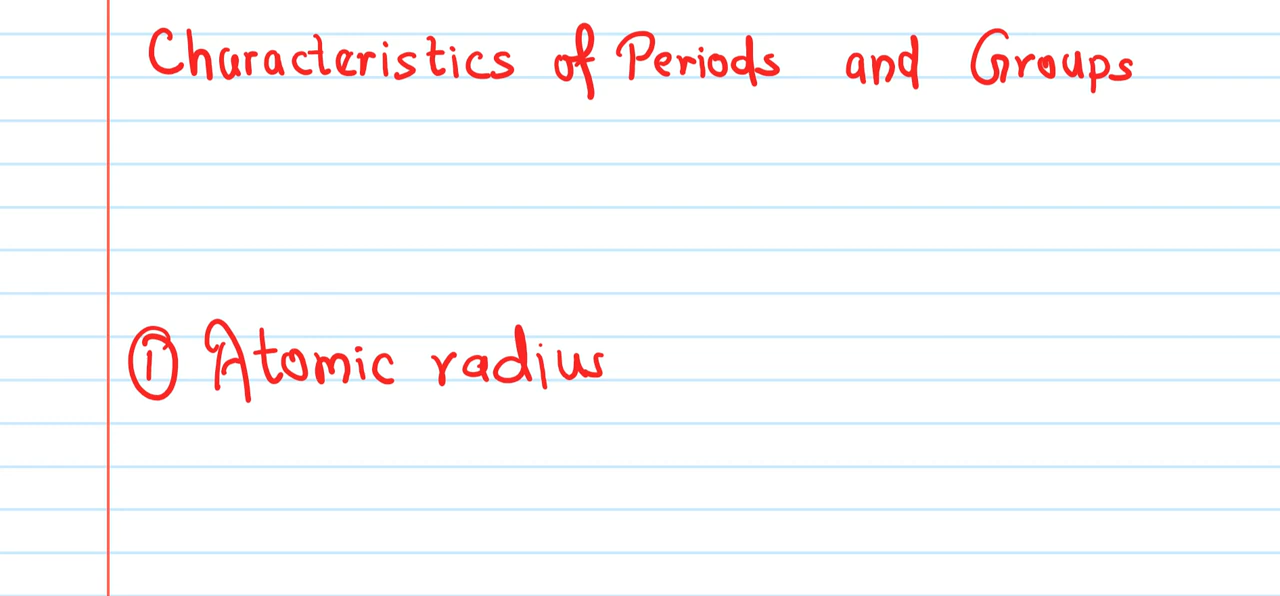 Characteristics of Periods and Groups
① Atomic radius